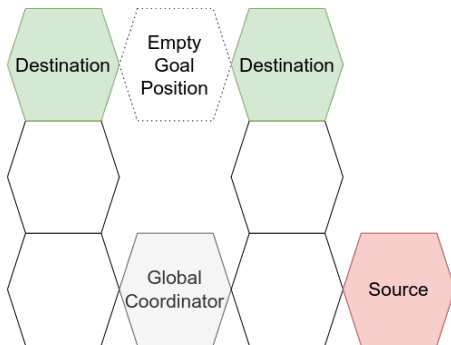 Destination
Empty
Goal
Position
Destination
Global
Coordinator
Source